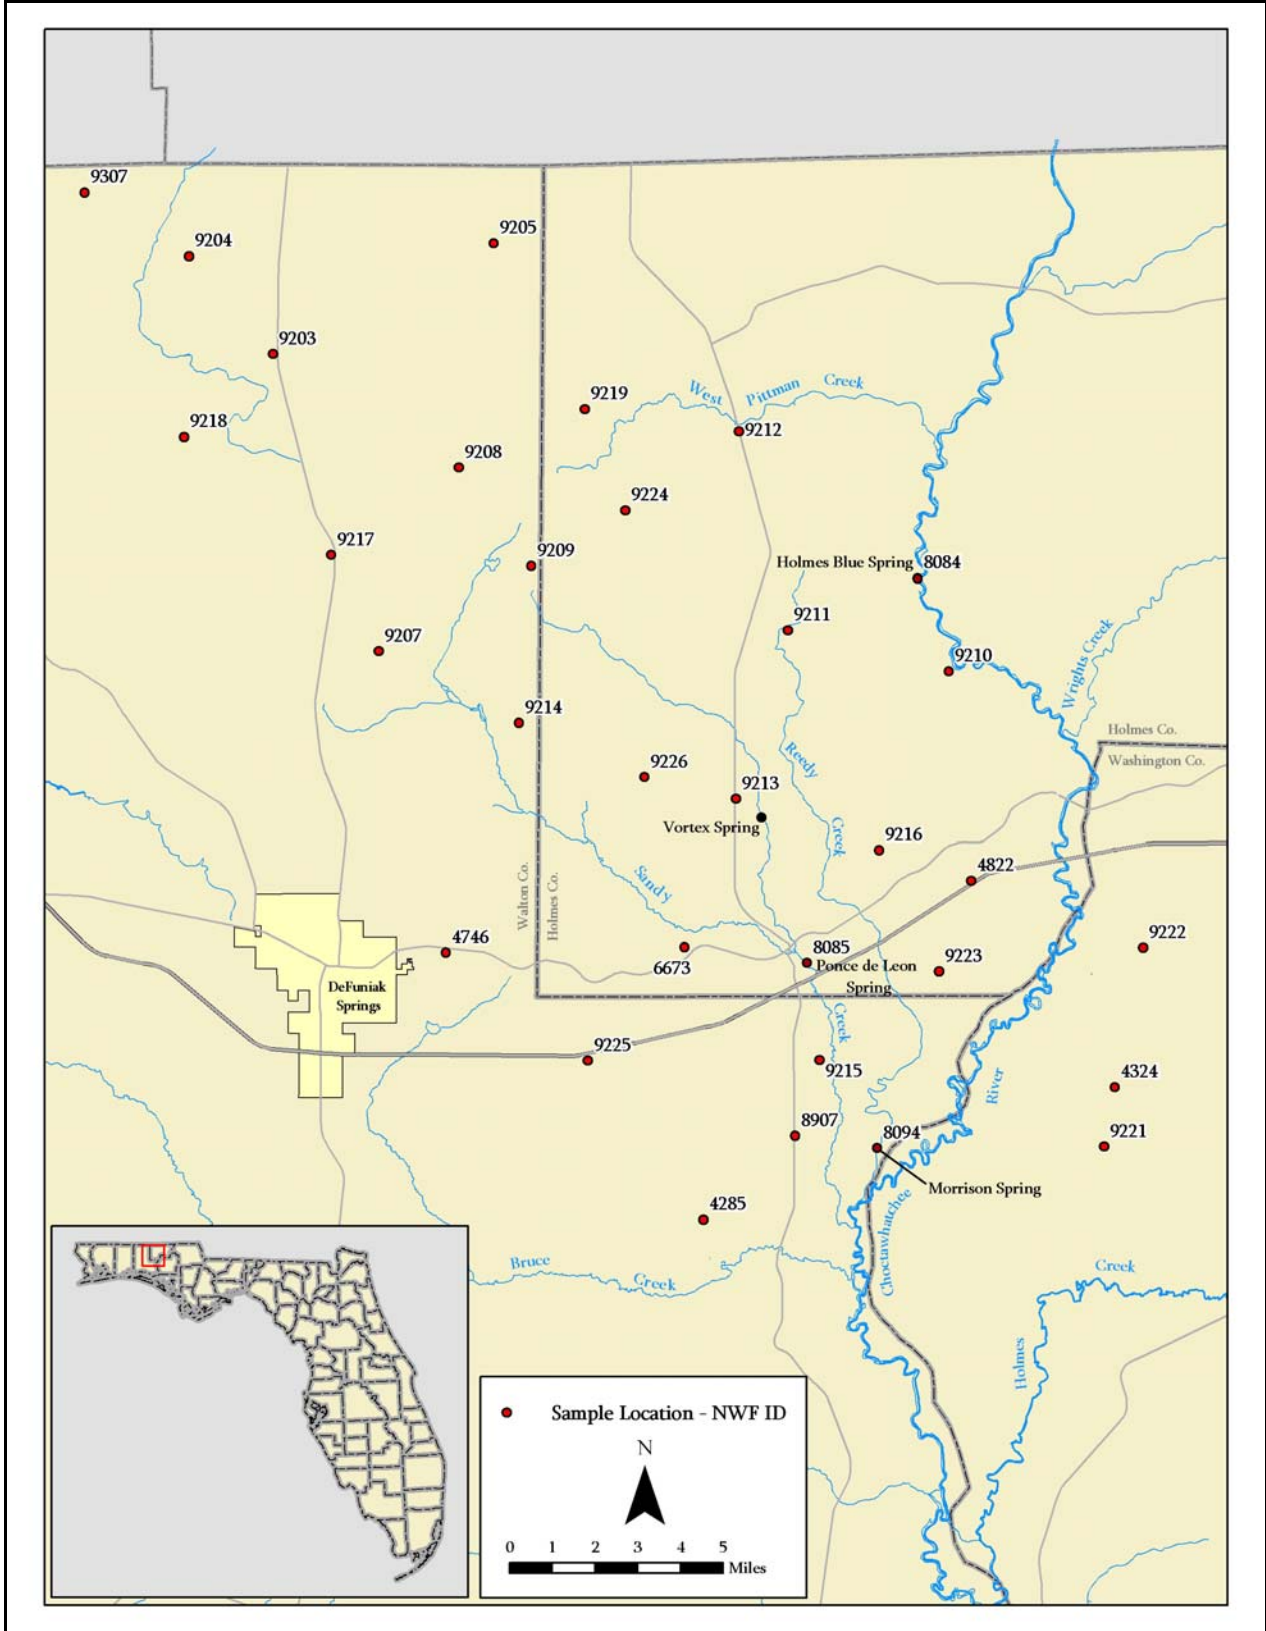 9307
9205
9204
9203
9219
West Pittman Creek
9218
9212
9208
9224
9217
9209
Holmes Blue Spring
8084
9211
9207
9210
Wrights Creek
9214
Holmes Co.
Washington Co.
9226
Reedy
Creek
9213
Vortex Spring
9216
4822
Walton Co.
Holmes Co.
Sandy
Creek
4746
6673
8085
Ponce de Leon
Spring
9223
9222
DeFuniak
Springs
9225
9215
River
4324
8907
8094
9221
Morrison Spring
4285
Choctawhatchee
Bruce
Creek
Holmes
Creek
Sample Location - NWF ID
N
0 1 2 3 4 5
Miles